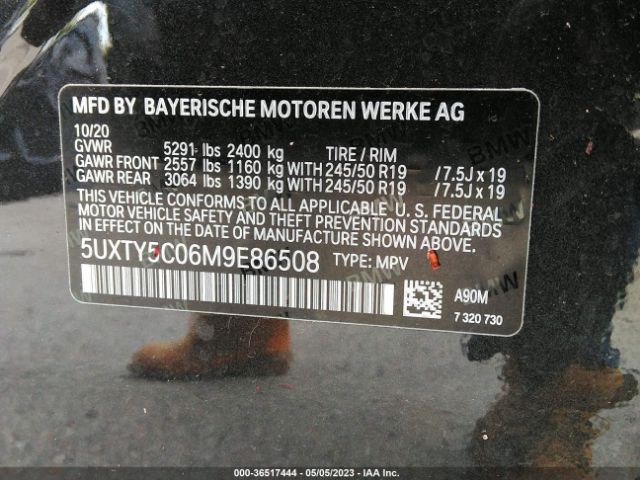 MFD BY BAYERISCHE MOTOREN WERKE AG
10/20
GVWR 5291 lbs 2400 kg TIRE / RIM
GAWR FRONT 2557 lbs 1160 kg WITH 245/50 R19 /7.5J x 19
GAWR REAR 3064 lbs 1390 kg WITH 245/50 R19 /7.5J x 19
THIS VEHICLE CONFORMS TO ALL APPLICABLE U. S. FEDERAL
MOTOR VEHICLE SAFETY AND THEFT PREVENTION STANDARDS
IN EFFECT ON THE DATE OF MANUFACTURE SHOWN ABOVE.
5UXTY5C06M9E86508 TYPE: MPV
A90M
7 320 730
000-36517444 - 05/05/2023 - IAA Inc.